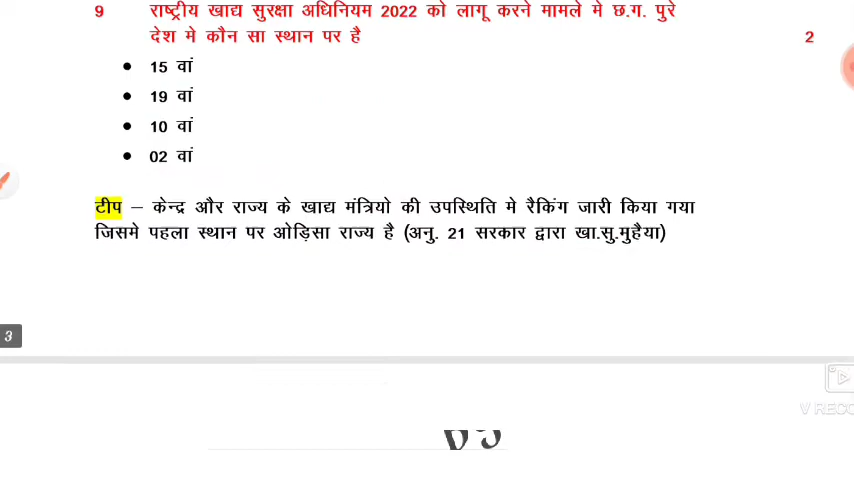 9 राष्ट्रीय खाद्य सुरक्षा अधिनियम 2022 को लागू करने मामले मे छ.ग. पुरे
देश मे कौन सा स्थान पर है 2
• 15 वां
• 19 वां
• 10 वां
• 02 वां
टीप – केन्द्र और राज्य के खाद्य मंत्रियो की उपस्थिति मे रैकिंग जारी किया गया
जिसमे पहला स्थान पर ओड़िसा राज्य है (अनु. 21 सरकार द्वारा खा.सु.मुहैया)
3
V RECO